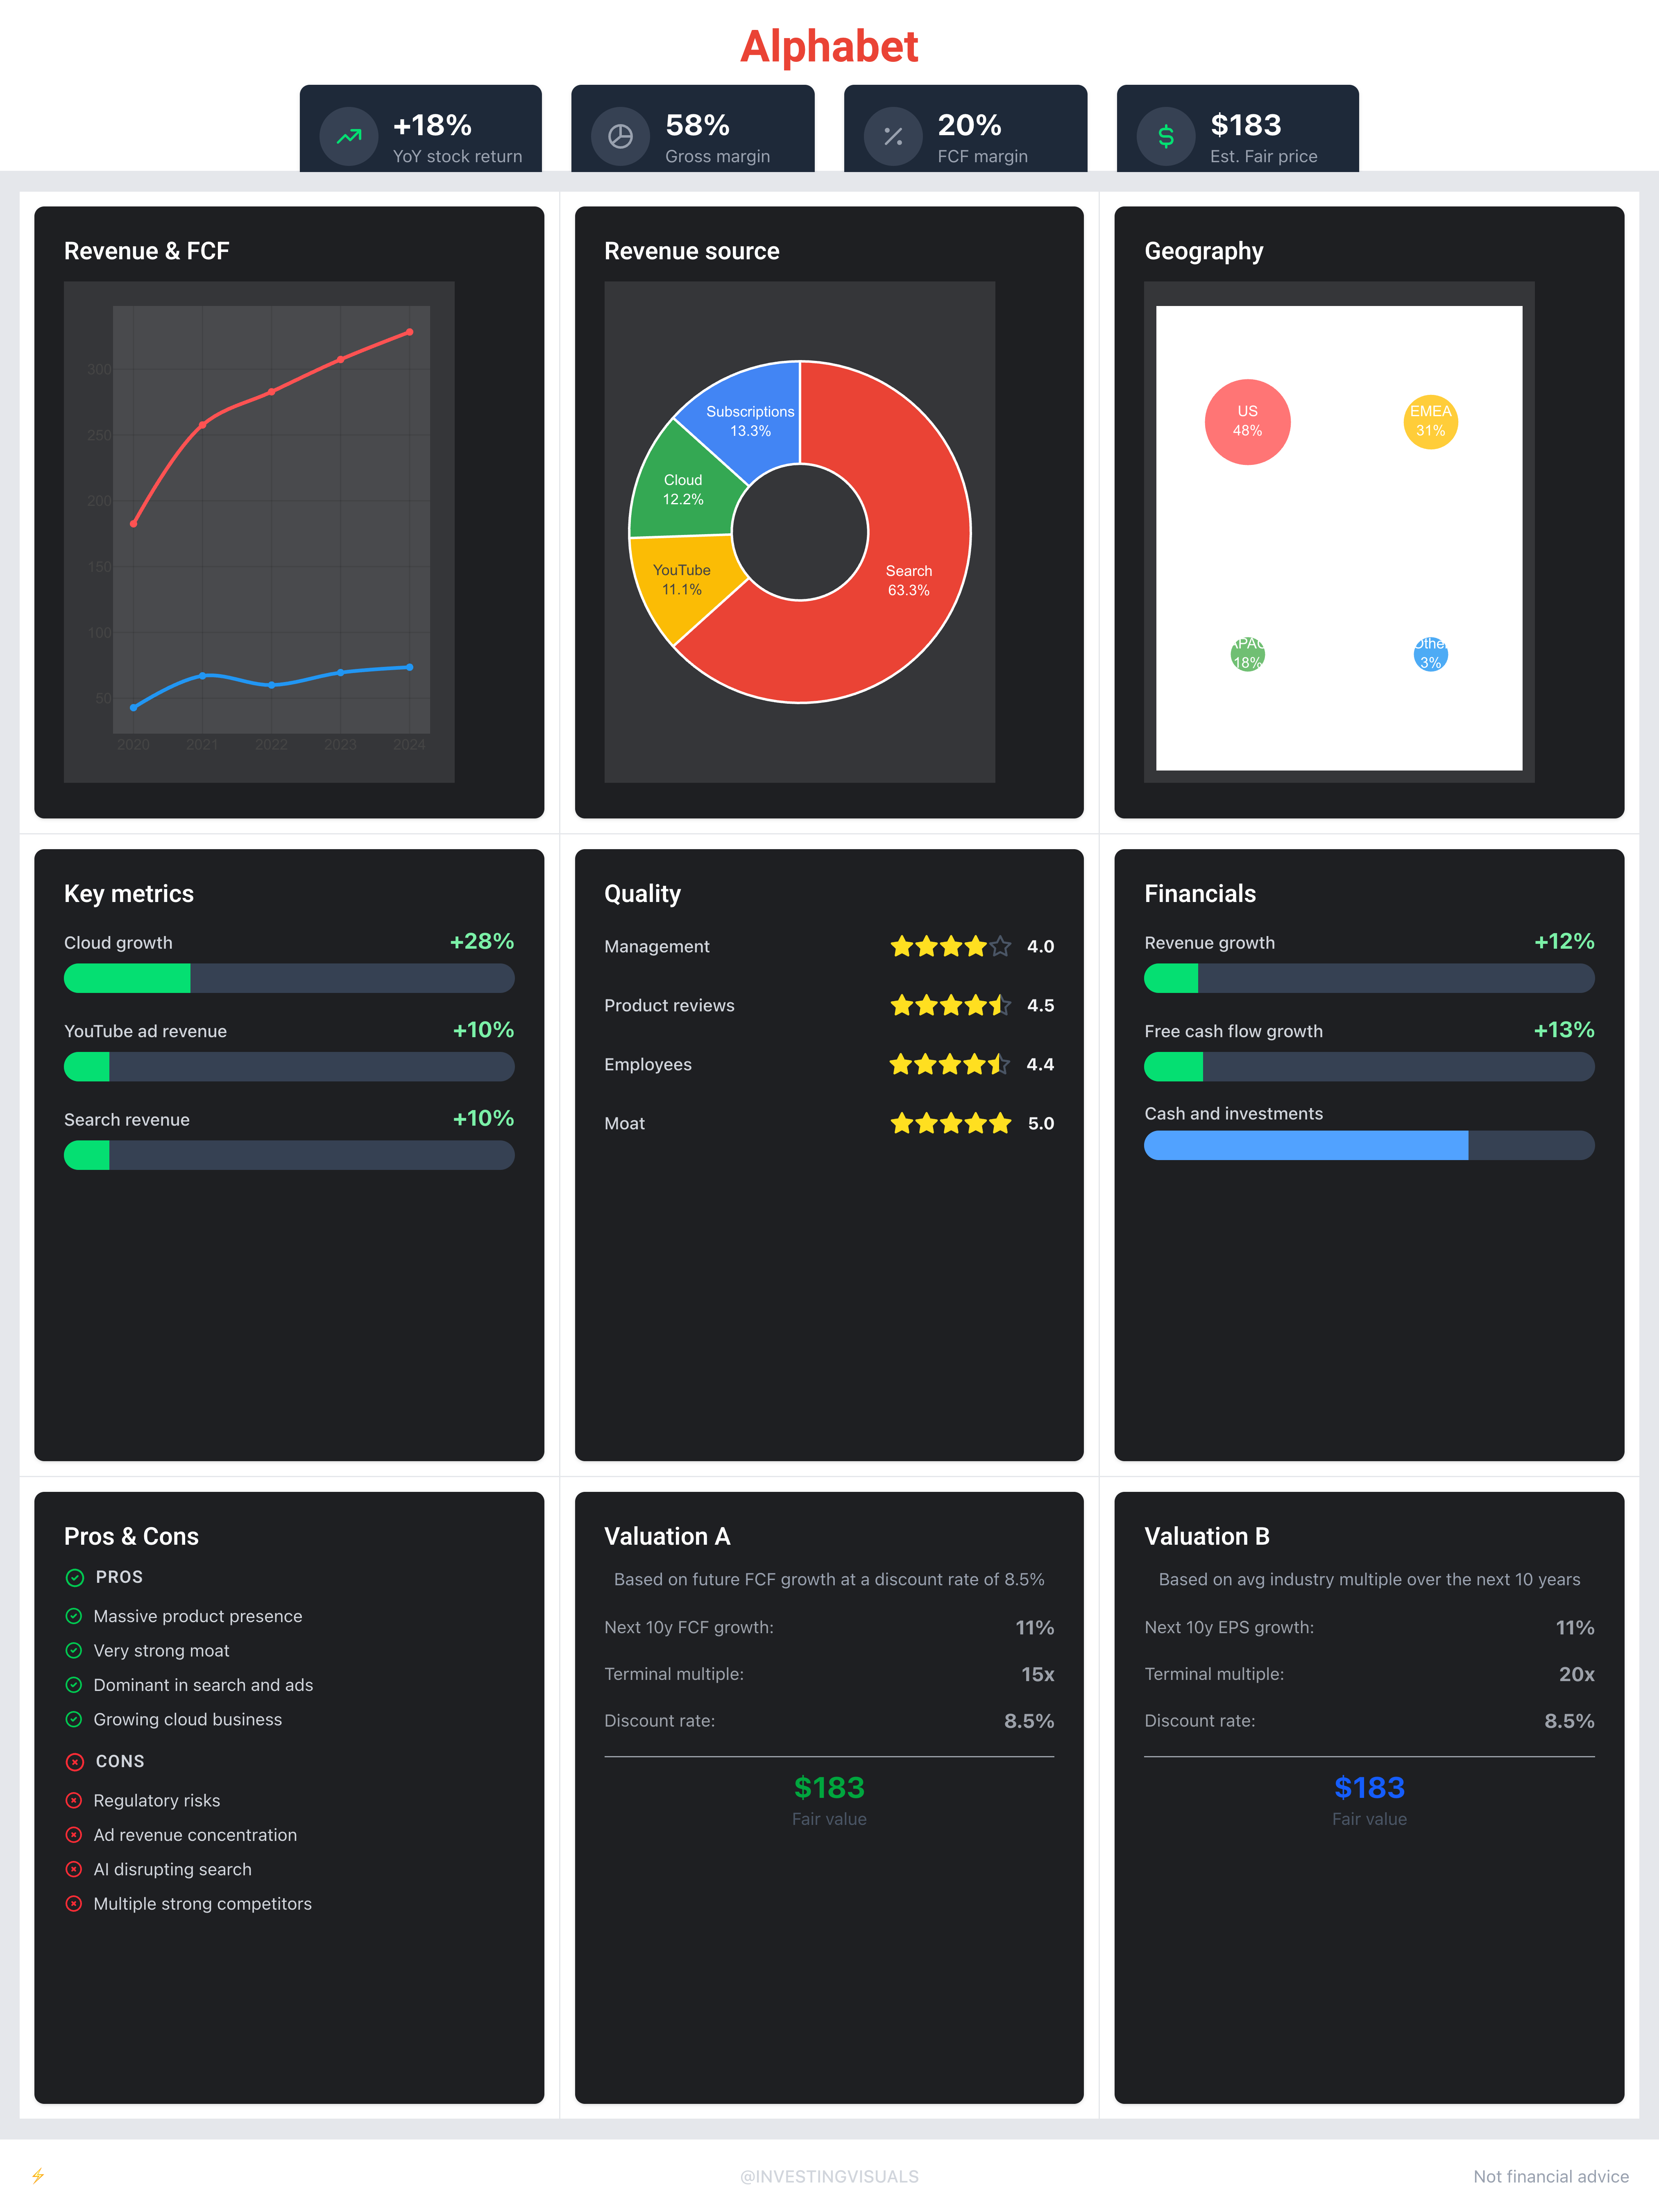 Alphabet
+18%
YoY stock return
58%
Gross margin
20%
FCF margin
$183
Est. Fair price
Revenue & FCF
300
250
200
150
100
50
2020 2021 2022 2023 2024
Revenue source
Subscriptions
13.3%
Cloud
12.2%
YouTube
11.1%
Search
63.3%
Geography
US
48%
EMEA
31%
APAC
18%
Other
3%
Key metrics
Cloud growth +28%
YouTube ad revenue +10%
Search revenue +10%
Quality
Management 4.0
Product reviews 4.5
Employees 4.4
Moat 5.0
Financials
Revenue growth +12%
Free cash flow growth +13%
Cash and investments
Pros & Cons
PROS
Massive product presence
Very strong moat
Dominant in search and ads
Growing cloud business
CONS
Regulatory risks
Ad revenue concentration
AI disrupting search
Multiple strong competitors
Valuation A
Based on future FCF growth at a discount rate of 8.5%
Next 10y FCF growth: 11%
Terminal multiple: 15x
Discount rate: 8.5%
$183
Fair value
Valuation B
Based on avg industry multiple over the next 10 years
Next 10y EPS growth: 11%
Terminal multiple: 20x
Discount rate: 8.5%
$183
Fair value
@INVESTINGVISUALS
Not financial advice